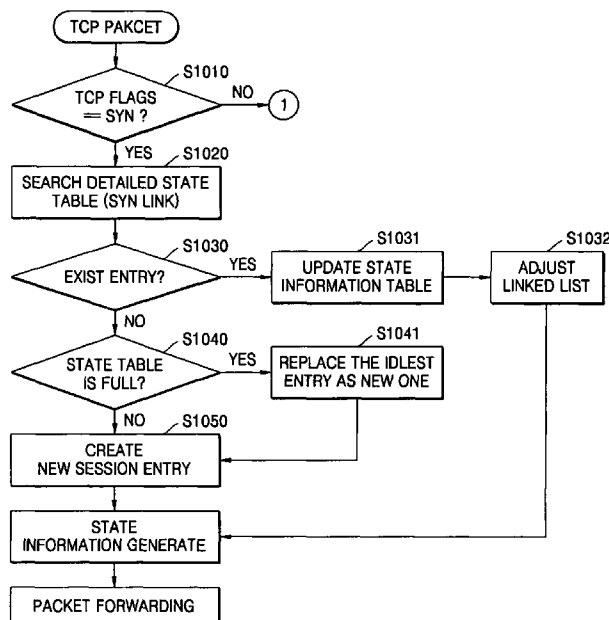 TCP PAKCET
S1010
TCP FLAGS
== SYN ?
NO
1
YES
S1020
SEARCH DETAILED STATE
TABLE (SYN LINK)
S1030
EXIST ENTRY?
YES
S1031
UPDATE STATE
INFORMATION TABLE
S1032
ADJUST
LINKED LIST
NO
S1040
STATE TABLE
IS FULL?
YES
S1041
REPLACE THE IDLEST
ENTRY AS NEW ONE
NO
S1050
CREATE
NEW SESSION ENTRY
STATE
INFORMATION GENERATE
PACKET FORWARDING